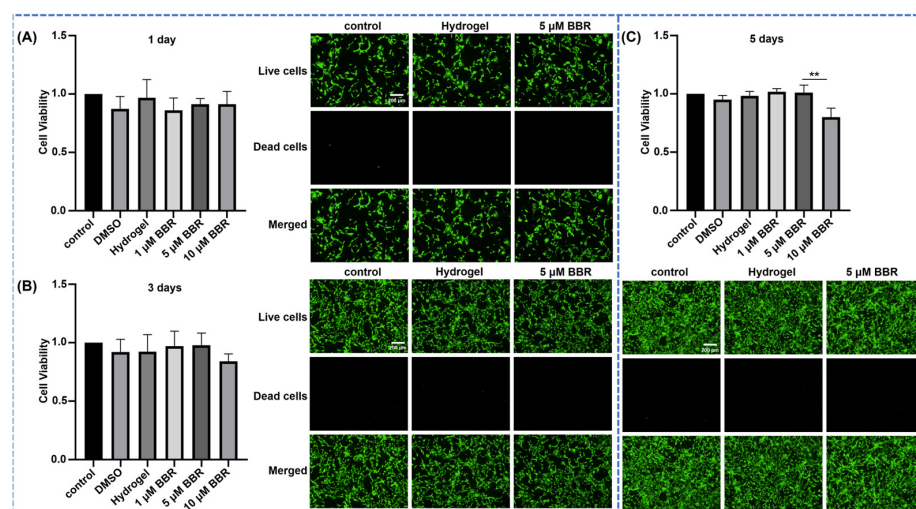 (A)
1 day
Cell Viability
1.5
1.0
0.5
0.0
control
DMSO
Hydrogel
1 μM BBR
5 μM BBR
10 μM BBR
control Hydrogel 5 μM BBR
Live cells
200 μm
Dead cells
Merged
(B)
3 days
Cell Viability
1.5
1.0
0.5
0.0
control
DMSO
Hydrogel
1 μM BBR
5 μM BBR
10 μM BBR
control Hydrogel 5 μM BBR
Live cells
200 μm
Dead cells
Merged
(C)
5 days
Cell Viability
1.5
1.0
0.5
0.0
**
control
DMSO
Hydrogel
1 μM BBR
5 μM BBR
10 μM BBR
control Hydrogel 5 μM BBR
200 μm